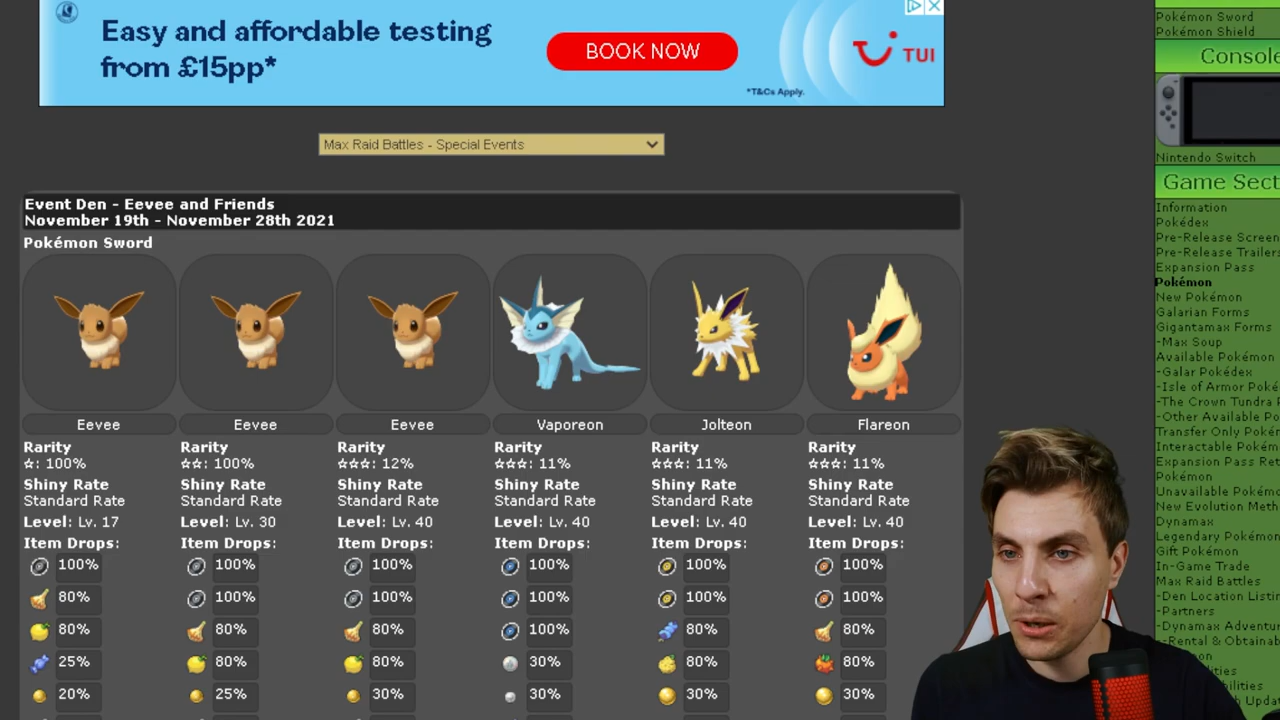 Easy and affordable testing
from £15pp*
BOOK NOW
TUI
*T&Cs Apply.
Max Raid Battles - Special Events
Event Den - Eevee and Friends
November 19th - November 28th 2021
Pokémon Sword
Eevee Eevee Eevee Vaporeon Jolteon Flareon
Rarity Rarity Rarity Rarity Rarity Rarity
☆: 100% ☆☆: 100% ☆☆☆: 12% ☆☆☆: 11% ☆☆☆: 11% ☆☆☆: 11%
Shiny Rate Shiny Rate Shiny Rate Shiny Rate Shiny Rate Shiny Rate
Standard Rate Standard Rate Standard Rate Standard Rate Standard Rate Standard Rate
Level: Lv. 17 Level: Lv. 30 Level: Lv. 40 Level: Lv. 40 Level: Lv. 40 Level: Lv. 40
Item Drops: Item Drops: Item Drops: Item Drops: Item Drops: Item Drops:
100% 100% 100% 100% 100% 100%
80% 100% 100% 100% 100% 100%
80% 80% 80% 100% 80% 80%
25% 80% 80% 30% 80% 80%
20% 25% 30% 30% 30% 30%
Pokémon Sword
Pokémon Shield
Console
Nintendo Switch
Game Sect
Information
Pokédex
Pre-Release Screen
Pre-Release Trailers
Expansion Pass
Pokémon
New Pokémon
Galarian Forms
Gigantamax Forms
-Max Soup
Available Pokémon
-Galar Pokédex
-Isle of Armor Poké
-The Crown Tundra P
-Other Available Po
Transfer Only Pokém
Interactable Pokém
Expansion Pass Ret
Pokémon
Unavailable Pokémo
New Evolution Meth
Dynamax
Legendary Pokémon
Gift Pokémon
In-Game Trade
Max Raid Battles
-Den Location Listin
-Partners
-Dynamax Adventur
-Rental & Obtainab